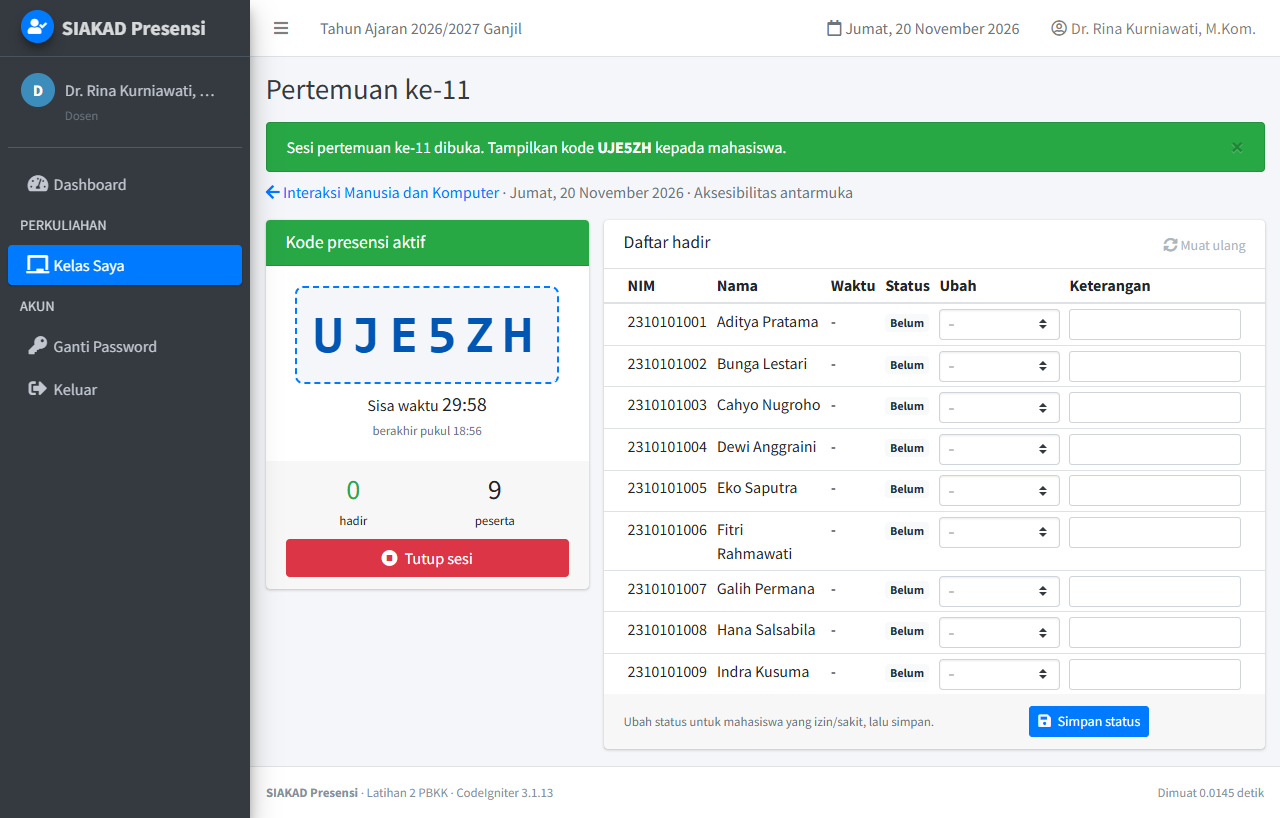 SIAKAD Presensi
Tahun Ajaran 2026/2027 Ganjil
Jumat, 20 November 2026
Dr. Rina Kurniawati, M.Kom.
D
Dr. Rina Kurniawati, ...
Dosen
Dashboard
PERKULIAHAN
Kelas Saya
AKUN
Ganti Password
Keluar
Pertemuan ke-11
Sesi pertemuan ke-11 dibuka. Tampilkan kode UJE5ZH kepada mahasiswa.
×
Interaksi Manusia dan Komputer · Jumat, 20 November 2026 · Aksesibilitas antarmuka
Kode presensi aktif
UJE5ZH
Sisa waktu 29:58
berakhir pukul 18:56
0 9
hadir peserta
Tutup sesi
Daftar hadir
Muat ulang
NIM Nama Waktu Status Ubah Keterangan
2310101001 Aditya Pratama - Belum -
2310101002 Bunga Lestari - Belum -
2310101003 Cahyo Nugroho - Belum -
2310101004 Dewi Anggraini - Belum -
2310101005 Eko Saputra - Belum -
2310101006 Fitri Rahmawati - Belum -
2310101007 Galih Permana - Belum -
2310101008 Hana Salsabila - Belum -
2310101009 Indra Kusuma - Belum -
Ubah status untuk mahasiswa yang izin/sakit, lalu simpan.
Simpan status
SIAKAD Presensi · Latihan 2 PBKK · CodeIgniter 3.1.13
Dimuat 0.0145 detik